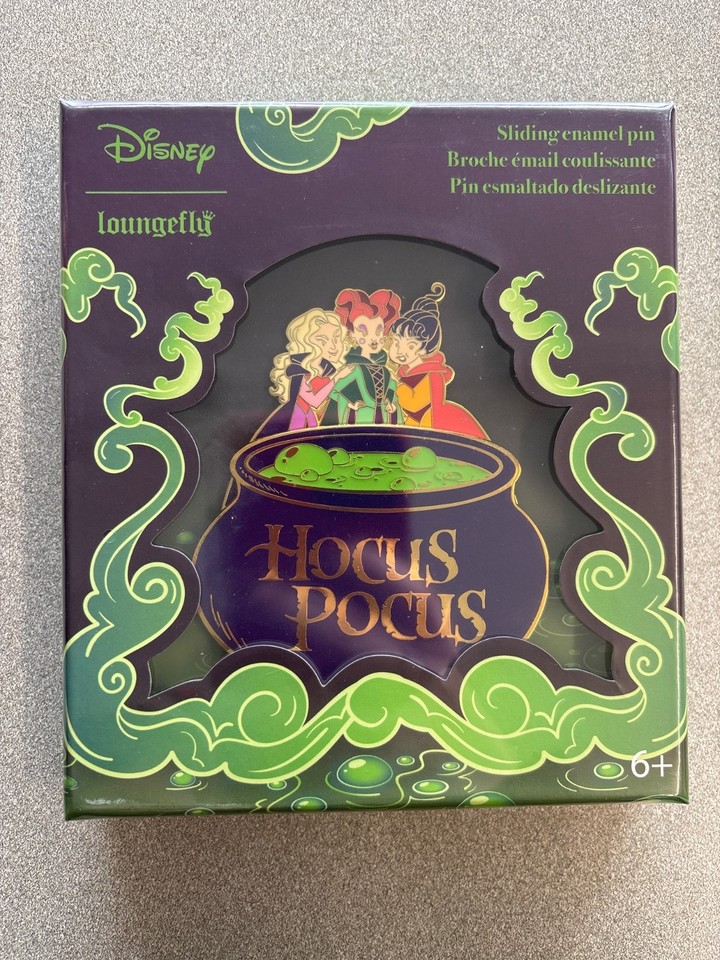 Disney
loungefly
Sliding enamel pin
Broche émail coulissante
Pin esmaltado deslizante
Hocus
Pocus
6+